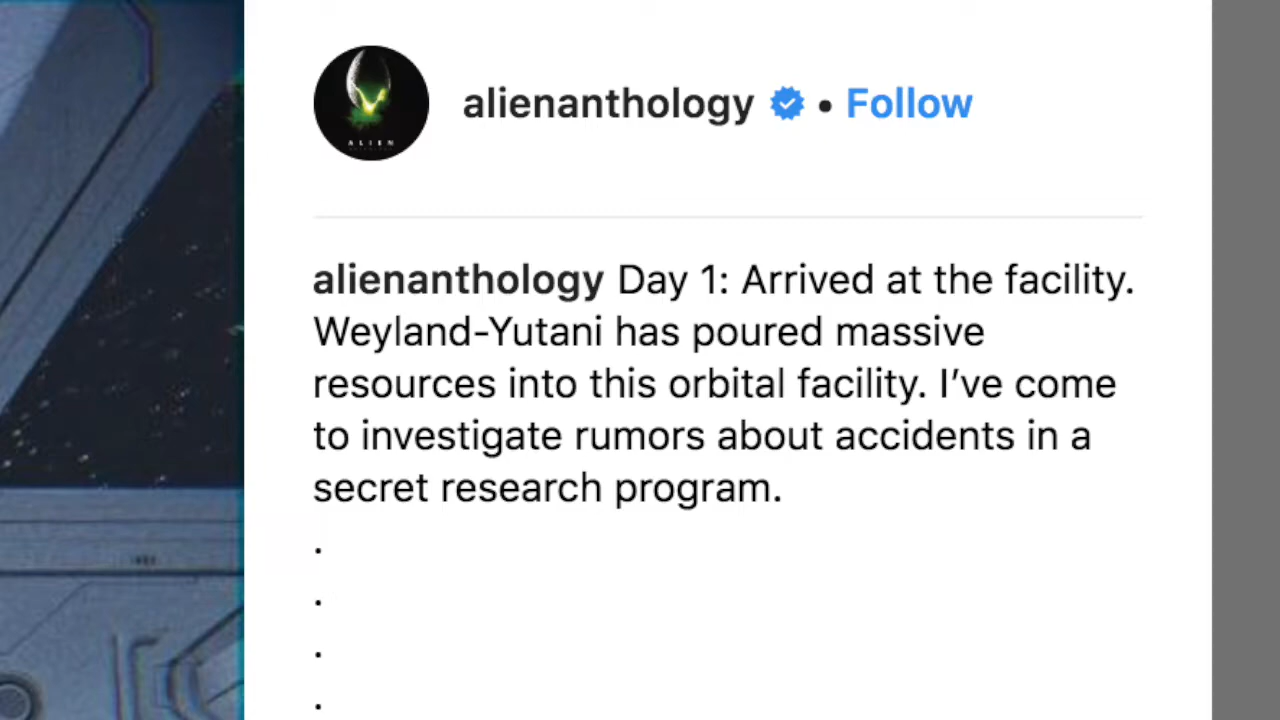 ALIEN
alienanthology • Follow
alienanthology Day 1: Arrived at the facility.
Weyland-Yutani has poured massive
resources into this orbital facility. I’ve come
to investigate rumors about accidents in a
secret research program.
.
.
.
.